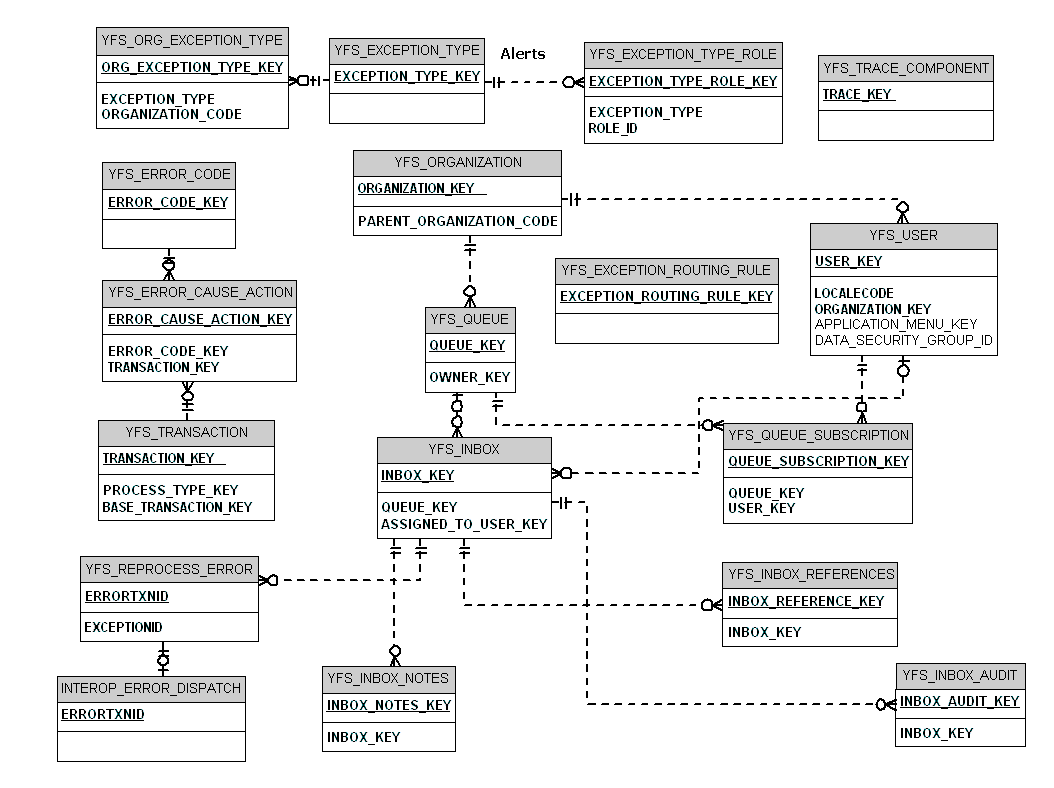 YFS_ORG_EXCEPTION_TYPE
ORG_EXCEPTION_TYPE_KEY
EXCEPTION_TYPE
ORGANIZATION_CODE
YFS_EXCEPTION_TYPE
EXCEPTION_TYPE_KEY
Alerts
YFS_EXCEPTION_TYPE_ROLE
EXCEPTION_TYPE_ROLE_KEY
EXCEPTION_TYPE
ROLE_ID
YFS_TRACE_COMPONENT
TRACE_KEY
YFS_ERROR_CODE
ERROR_CODE_KEY
YFS_ORGANIZATION
ORGANIZATION_KEY
PARENT_ORGANIZATION_CODE
YFS_USER
USER_KEY
LOCALECODE
ORGANIZATION_KEY
APPLICATION_MENU_KEY
DATA_SECURITY_GROUP_ID
YFS_EXCEPTION_ROUTING_RULE
EXCEPTION_ROUTING_RULE_KEY
YFS_ERROR_CAUSE_ACTION
ERROR_CAUSE_ACTION_KEY
ERROR_CODE_KEY
TRANSACTION_KEY
YFS_QUEUE
QUEUE_KEY
OWNER_KEY
YFS_TRANSACTION
TRANSACTION_KEY
PROCESS_TYPE_KEY
BASE_TRANSACTION_KEY
YFS_INBOX
INBOX_KEY
QUEUE_KEY
ASSIGNED_TO_USER_KEY
YFS_QUEUE_SUBSCRIPTION
QUEUE_SUBSCRIPTION_KEY
QUEUE_KEY
USER_KEY
YFS_REPROCESS_ERROR
ERRORTXNID
EXCEPTIONID
YFS_INBOX_REFERENCES
INBOX_REFERENCE_KEY
INBOX_KEY
INTEROP_ERROR_DISPATCH
ERRORTXNID
YFS_INBOX_NOTES
INBOX_NOTES_KEY
INBOX_KEY
YFS_INBOX_AUDIT
INBOX_AUDIT_KEY
INBOX_KEY